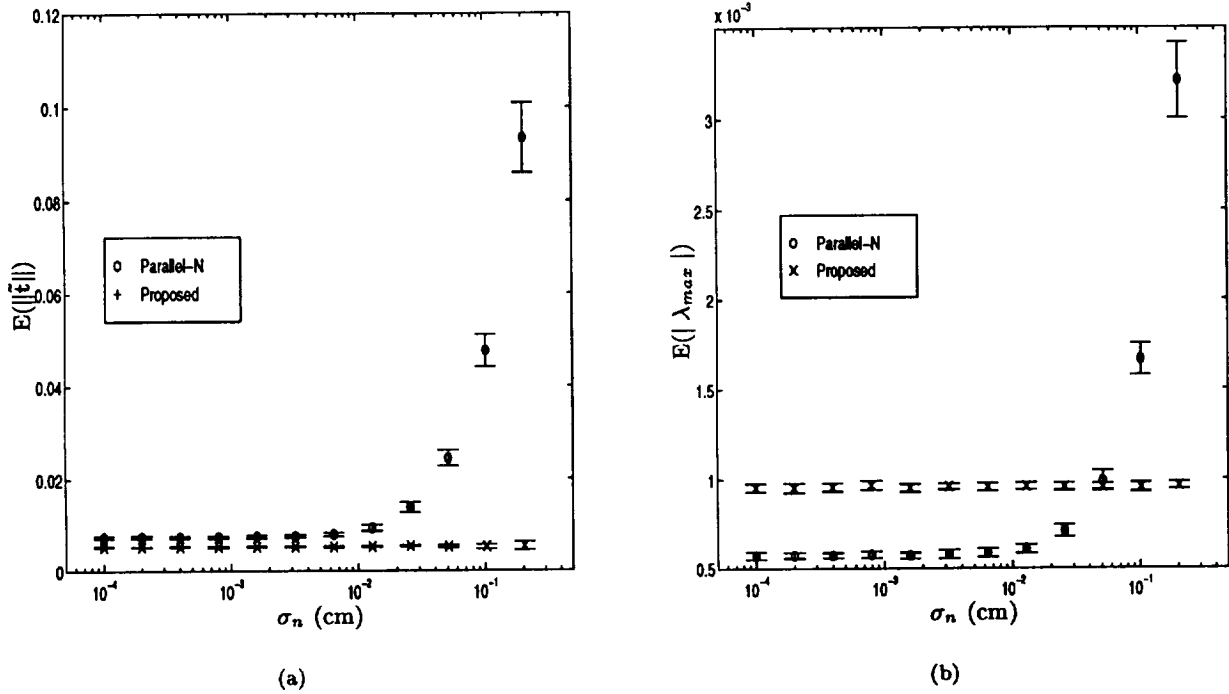 0.12
0.1
0.08
0.06
0.04
0.02
0
E(||t̃||)
o Parallel-N
+ Proposed
10⁻⁴ 10⁻³ 10⁻² 10⁻¹
σₙ (cm)
(a)
x 10⁻³
3
2.5
2
1.5
1
0.5
E(| λₘₐₓ |)
o Parallel-N
x Proposed
10⁻⁴ 10⁻³ 10⁻² 10⁻¹
σₙ (cm)
(b)